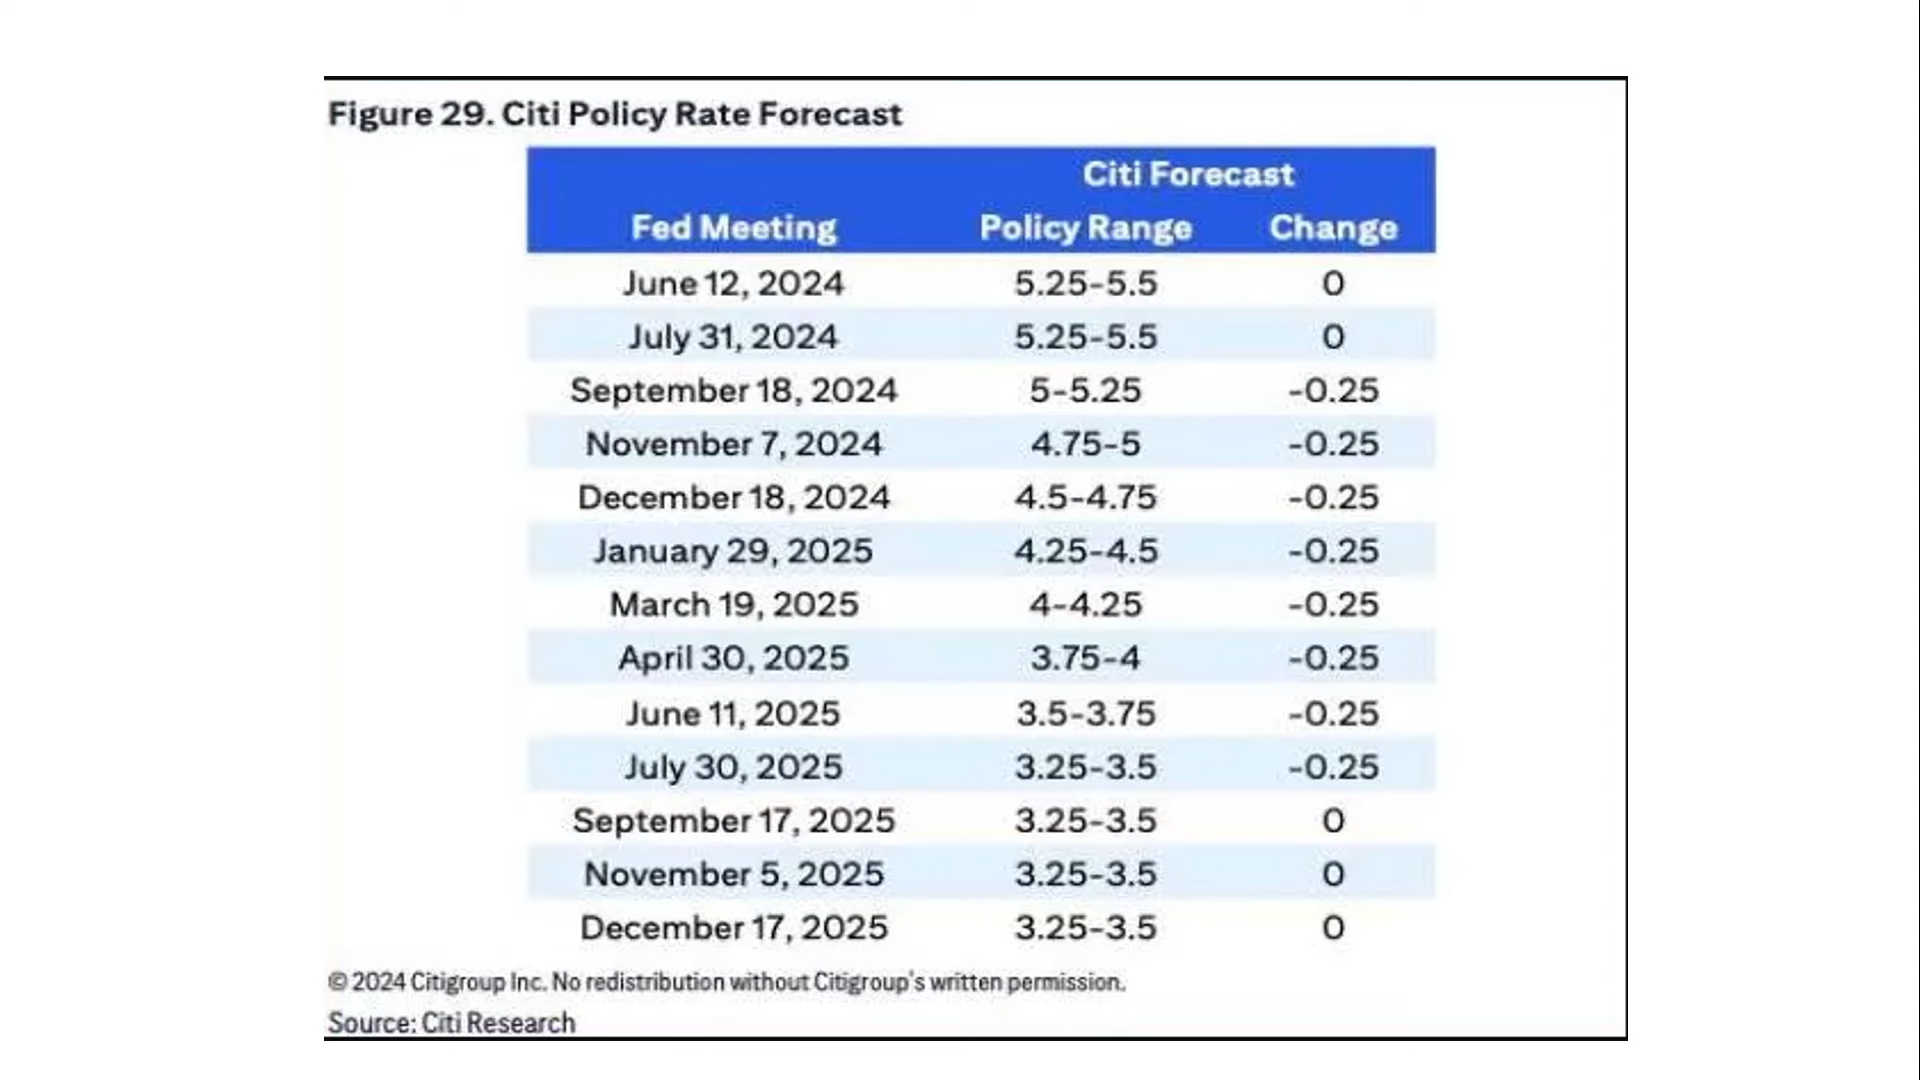 Figure 29. Citi Policy Rate Forecast
Citi Forecast
Fed Meeting Policy Range Change
June 12, 2024 5.25-5.5 0
July 31, 2024 5.25-5.5 0
September 18, 2024 5-5.25 -0.25
November 7, 2024 4.75-5 -0.25
December 18, 2024 4.5-4.75 -0.25
January 29, 2025 4.25-4.5 -0.25
March 19, 2025 4-4.25 -0.25
April 30, 2025 3.75-4 -0.25
June 11, 2025 3.5-3.75 -0.25
July 30, 2025 3.25-3.5 -0.25
September 17, 2025 3.25-3.5 0
November 5, 2025 3.25-3.5 0
December 17, 2025 3.25-3.5 0
© 2024 Citigroup Inc. No redistribution without Citigroup's written permission.
Source: Citi Research